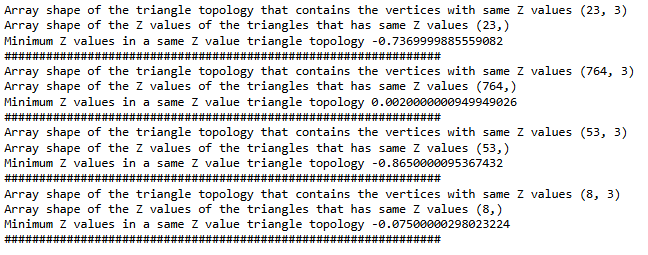 Array shape of the triangle topology that contains the vertices with same Z values (23, 3)
Array shape of the Z values of the triangles that has same Z values (23,)
Minimum Z values in a same Z value triangle topology -0.7369999885559082
###############################################################
Array shape of the triangle topology that contains the vertices with same Z values (764, 3)
Array shape of the Z values of the triangles that has same Z values (764,)
Minimum Z values in a same Z value triangle topology 0.0020000000949949026
###############################################################
Array shape of the triangle topology that contains the vertices with same Z values (53, 3)
Array shape of the Z values of the triangles that has same Z values (53,)
Minimum Z values in a same Z value triangle topology -0.8650000095367432
###############################################################
Array shape of the triangle topology that contains the vertices with same Z values (8, 3)
Array shape of the Z values of the triangles that has same Z values (8,)
Minimum Z values in a same Z value triangle topology -0.07500000298023224
###############################################################